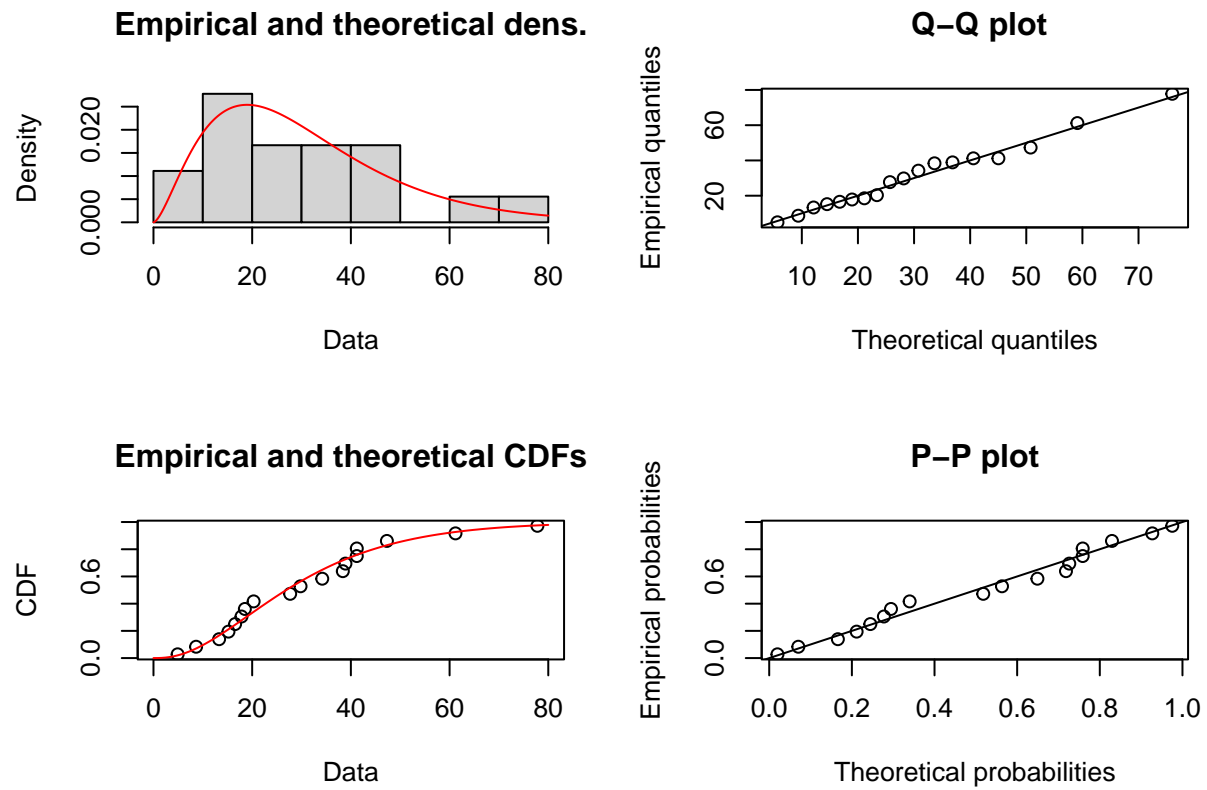 Empirical and theoretical dens.
Density
0.000 0.020
0 20 40 60 80
Data
Q−Q plot
Empirical quantiles
20 60
10 20 30 40 50 60 70
Theoretical quantiles
Empirical and theoretical CDFs
CDF
0.0 0.6
0 20 40 60 80
Data
P−P plot
Empirical probabilities
0.0 0.6
0.0 0.2 0.4 0.6 0.8 1.0
Theoretical probabilities